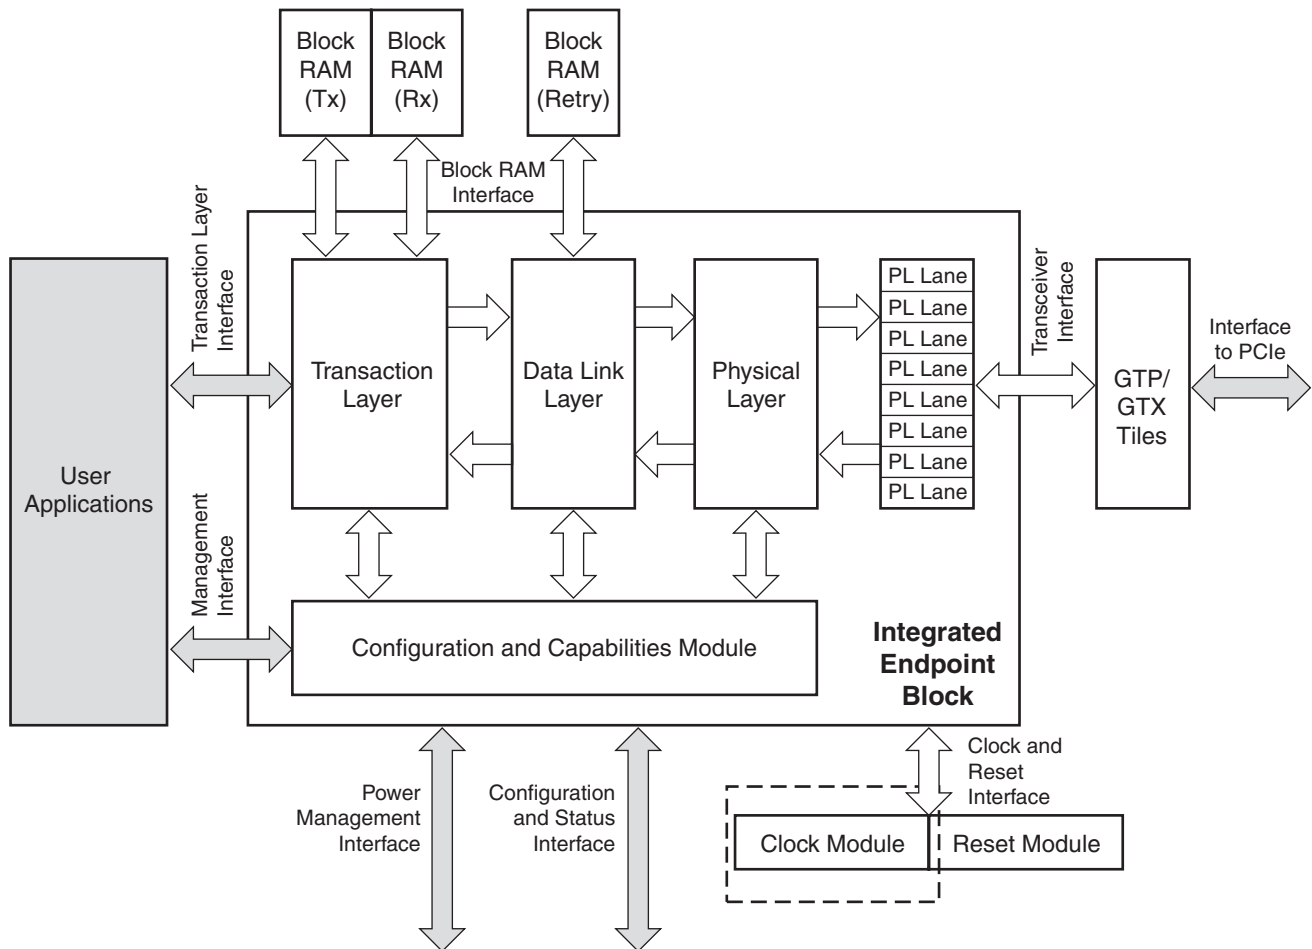 Block
RAM
(Tx)
Block
RAM
(Rx)
Block
RAM
(Retry)
Block RAM
Interface
Transaction Layer
Interface
Transceiver
Interface
Interface
to PCIe
User
Applications
Transaction
Layer
Data Link
Layer
Physical
Layer
PL Lane
PL Lane
PL Lane
PL Lane
PL Lane
PL Lane
PL Lane
PL Lane
GTP/
GTX
Tiles
Management
Interface
Configuration and Capabilities Module
Integrated
Endpoint
Block
Power
Management
Interface
Configuration
and Status
Interface
Clock and
Reset
Interface
Clock Module
Reset Module